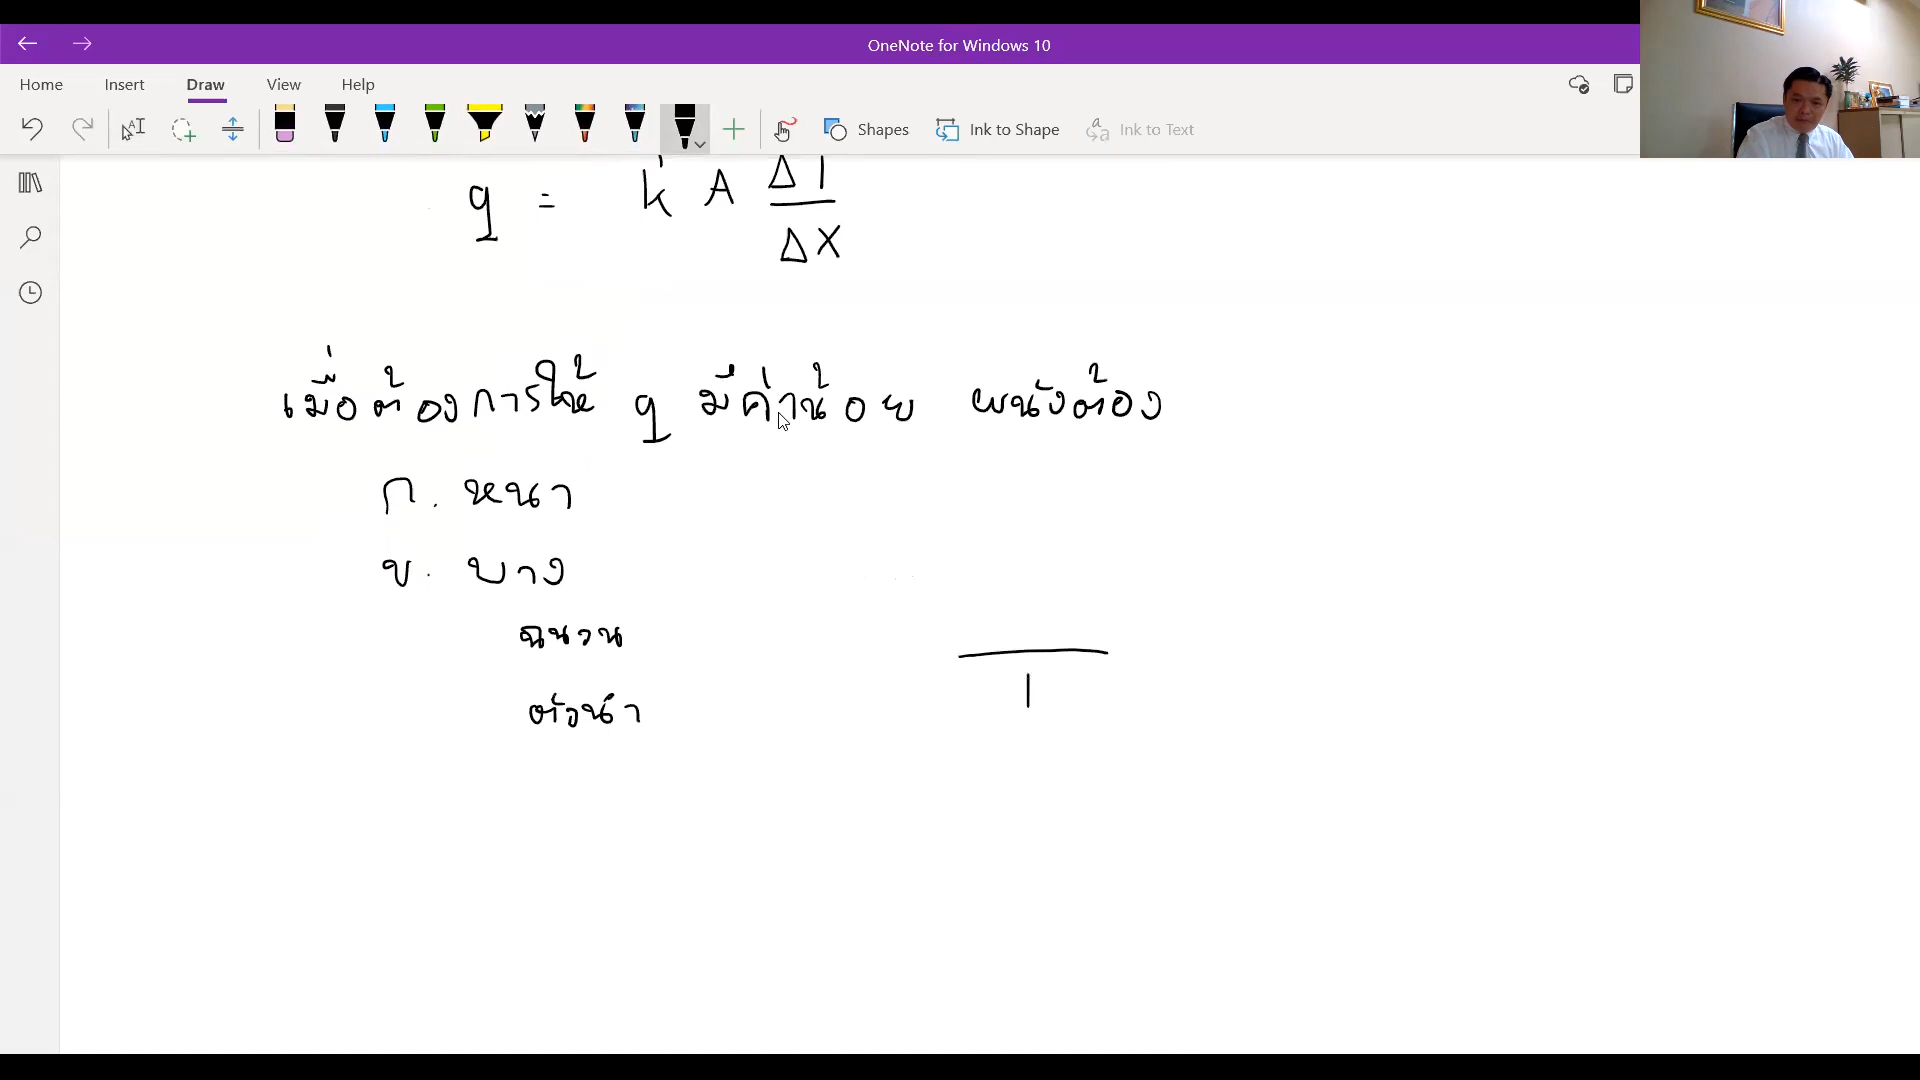 OneNote for Windows 10
Home Insert Draw View Help
Shapes Ink to Shape Ink to Text
q = k A ΔT
ΔX
เมื่อต้องการให้ q มีค่าน้อย ผนังต้อง
ก. หนา
ข. บาง
ฉนวน
ตัวนำ
1